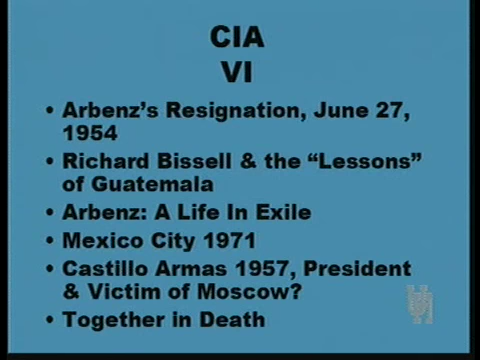 CIA
VI
• Arbenz's Resignation, June 27,
1954
• Richard Bissell & the “Lessons”
of Guatemala
• Arbenz: A Life In Exile
• Mexico City 1971
• Castillo Armas 1957, President
& Victim of Moscow?
• Together in Death